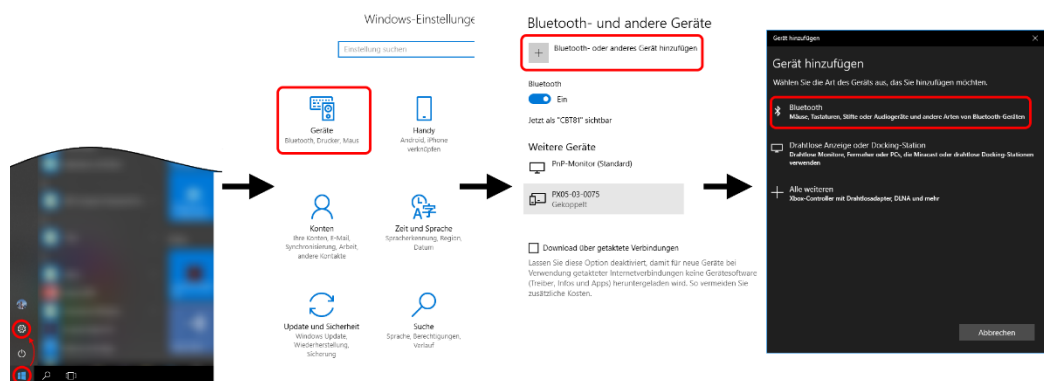 Windows-Einstellunge
Einstellung suchen
Geräte
Bluetooth, Drucker, Maus
Handy
Android, iPhone
verknüpfen
Konten
Ihre Konten, E-Mail,
Synchronisierung, Arbeit,
andere Kontakte
Zeit und Sprache
Spracherkennung, Region,
Datum
Update und Sicherheit
Windows Update,
Wiederherstellung,
Sicherung
Suche
Sprache, Berechtigungen,
Verlauf
Bluetooth- und andere Geräte
Bluetooth- oder anderes Gerät hinzufügen
Bluetooth
Ein
Jetzt als "CBT81" sichtbar
Weitere Geräte
PnP-Monitor (Standard)
PX05-03-0075
Gekoppelt
Download über getaktete Verbindungen
Lassen Sie diese Option deaktiviert, damit für neue Geräte bei
Verwendung getakteter Internetverbindungen keine Gerätesoftware
(Treiber, Infos und Apps) heruntergeladen wird. So vermeiden Sie
zusätzliche Kosten.
Gerät hinzufügen
Gerät hinzufügen
Wählen Sie die Art des Geräts aus, das Sie hinzufügen möchten.
Bluetooth
Mäuse, Tastaturen, Stifte oder Audiogeräte und andere Arten von Bluetooth-Geräten
Drahtlose Anzeige oder Docking-Station
Drahtlose Monitore, Fernseher oder PCs, die Miracast oder drahtlose Docking-Stationen
verwenden
Alle weiteren
Xbox-Controller mit Drahtlosadapter, DLNA und mehr
Abbrechen